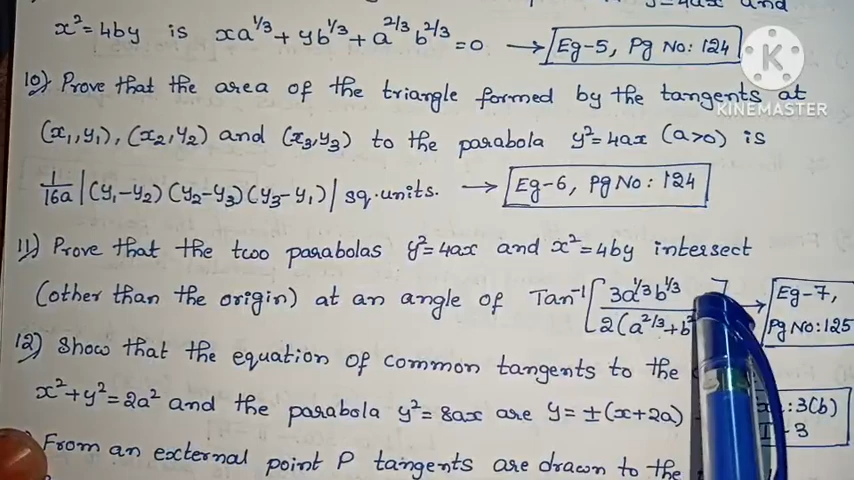 y²=4ax and
x²=4by is xa^1/3 + yb^1/3 + a^2/3 b^2/3 =0 → Eg-5, Pg No: 124
10) Prove that the area of the triangle formed by the tangents at
(x₁,y₁), (x₂,y₂) and (x₃,y₃) to the parabola y²=4ax (a>0) is
1/16a |(y₁-y₂)(y₂-y₃)(y₃-y₁)| sq.units. → Eg-6, Pg No: 124
11) Prove that the two parabolas y²=4ax and x²=4by intersect
(other than the origin) at an angle of Tan⁻¹[3a^1/3 b^1/3 / 2(a^2/3+b → Eg-7,
Pg No:125
12) Show that the equation of common tangents to the
x²+y²=2a² and the parabola y²=8ax are y=±(x+2a) : 3(b)
-3
From an external point P tangents are drawn to the
K
KINEMASTER